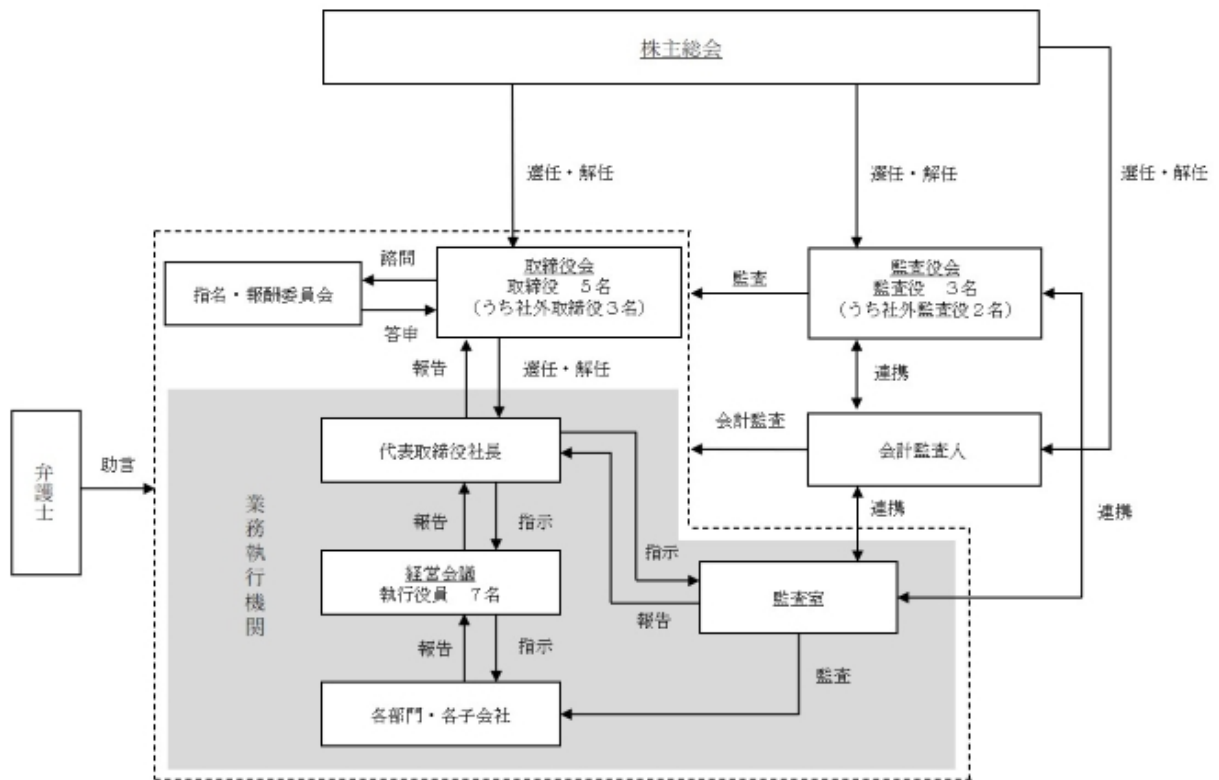 株主総会
選任・解任
選任・解任
選任・解任
指名・報酬委員会
諮問
答申
取締役会
取締役 5名
(うち社外取締役3名)
監査
監査役会
監査役 3名
(うち社外監査役2名)
報告
選任・解任
連携
弁護士
助言
業務執行機関
代表取締役社長
会計監査
会計監査人
報告
指示
連携
連携
経営会議
執行役員 7名
指示
報告
監査室
報告
指示
監査
各部門・各子会社